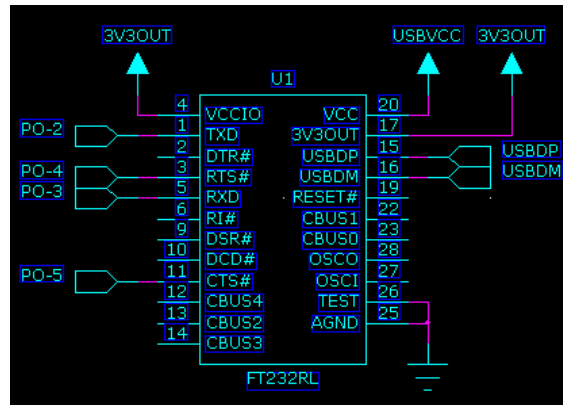 3V3OUT USBVCC 3V3OUT
U1
4 VCCIO VCC 20
PO-2 1 TXD 3V3OUT 17
2 DTR# USBDP 15 USBDP
PO-4 3 RTS# USBDM 16 USBDM
PO-3 5 RXD RESET# 19
6 RI# CBUS1 22
9 DSR# CBUS0 23
10 DCD# OSCO 28
PO-5 11 CTS# OSCI 27
12 CBUS4 TEST 26
13 CBUS2 AGND 25
14 CBUS3
FT232RL